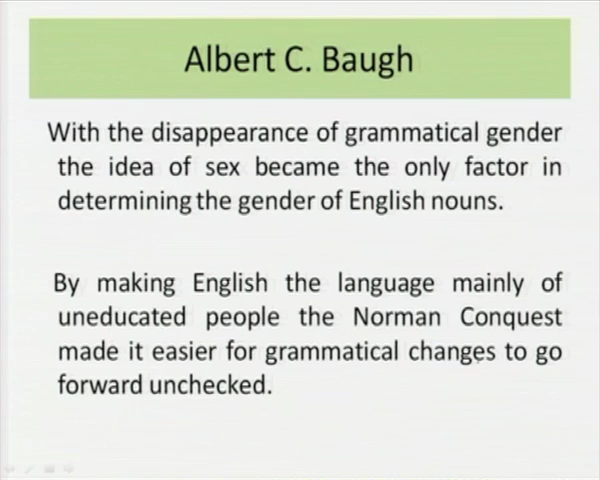 Albert C. Baugh
With the disappearance of grammatical gender
the idea of sex became the only factor in
determining the gender of English nouns.
By making English the language mainly of
uneducated people the Norman Conquest
made it easier for grammatical changes to go
forward unchecked.